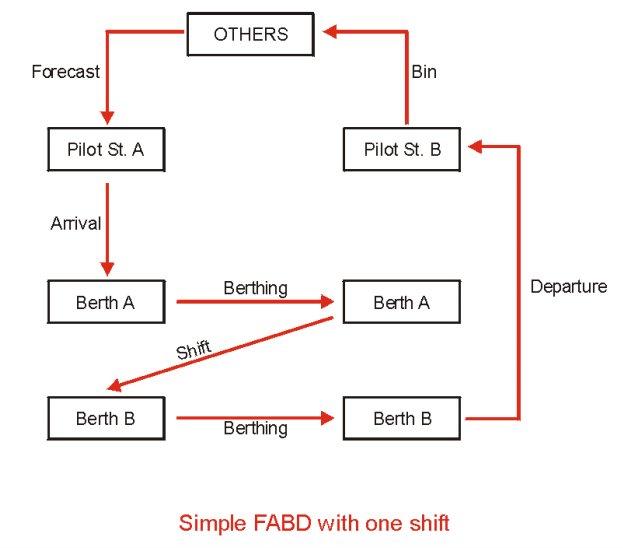 OTHERS
Forecast
Bin
Pilot St. A
Pilot St. B
Arrival
Departure
Berth A
Berthing
Berth A
Shift
Berth B
Berthing
Berth B
Simple FABD with one shift